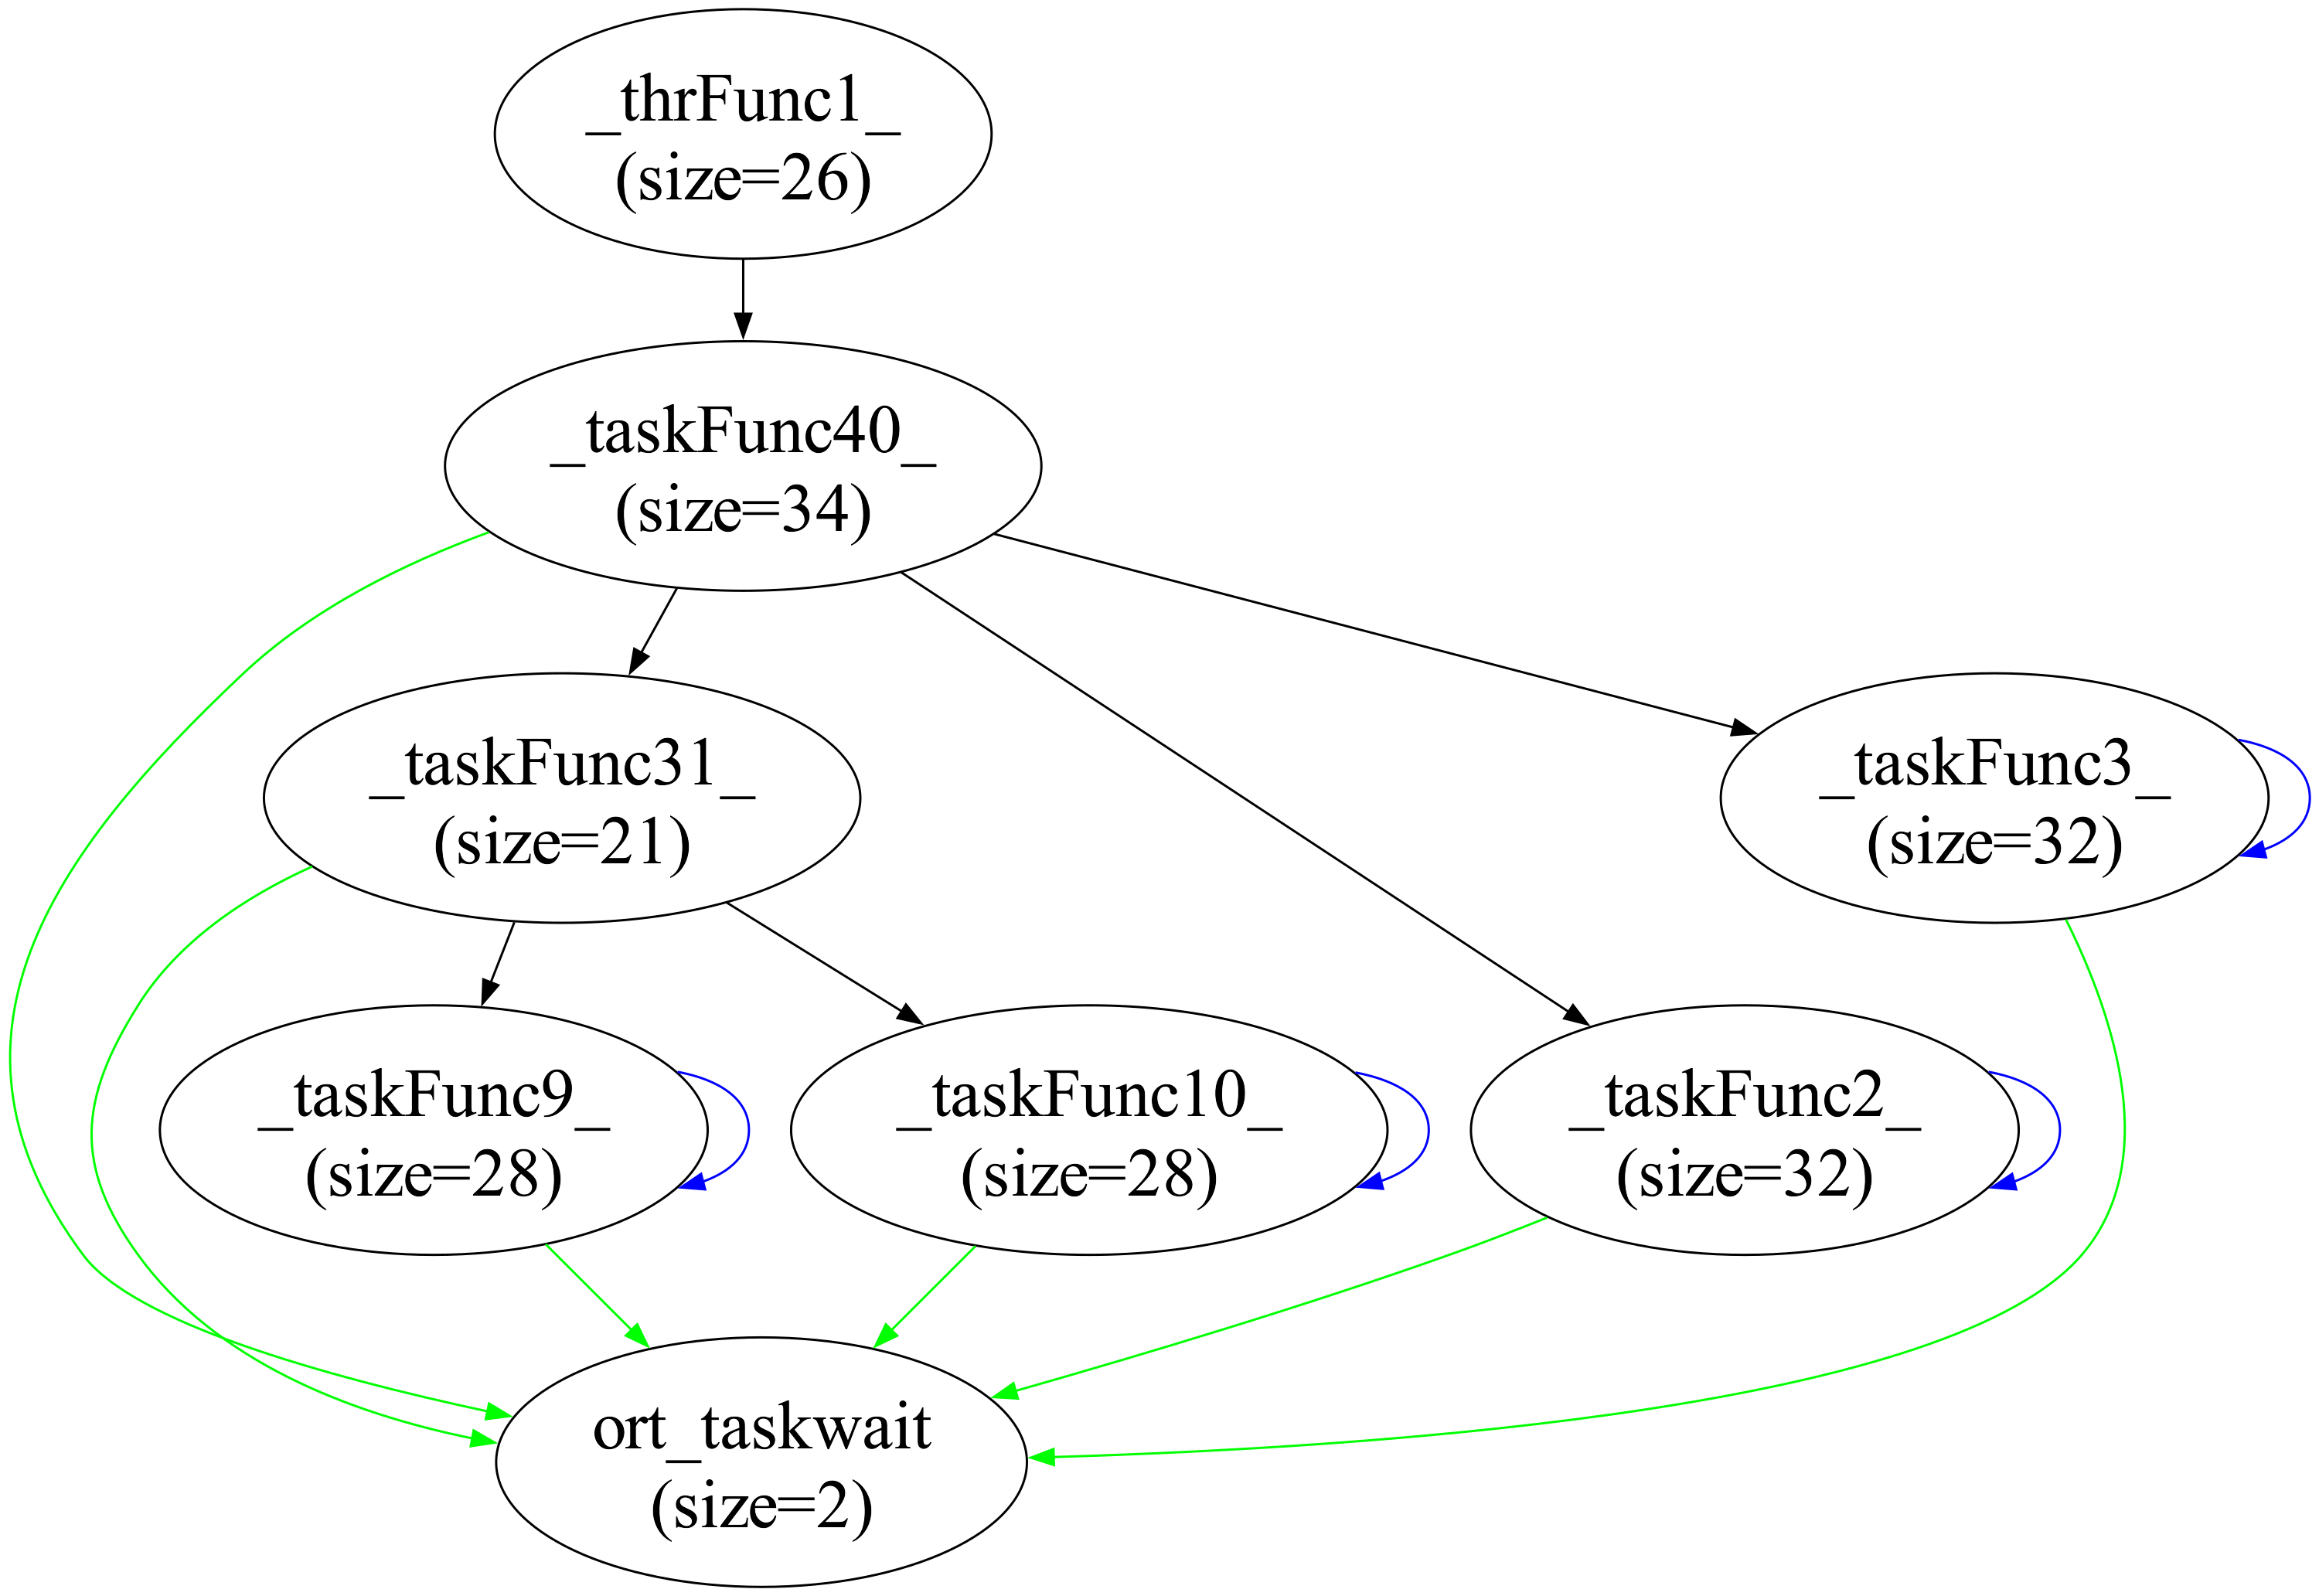 _thrFunc1_
(size=26)
_taskFunc40_
(size=34)
_taskFunc31_
(size=21)
_taskFunc3_
(size=32)
_taskFunc9_
(size=28)
_taskFunc10_
(size=28)
_taskFunc2_
(size=32)
ort_taskwait
(size=2)